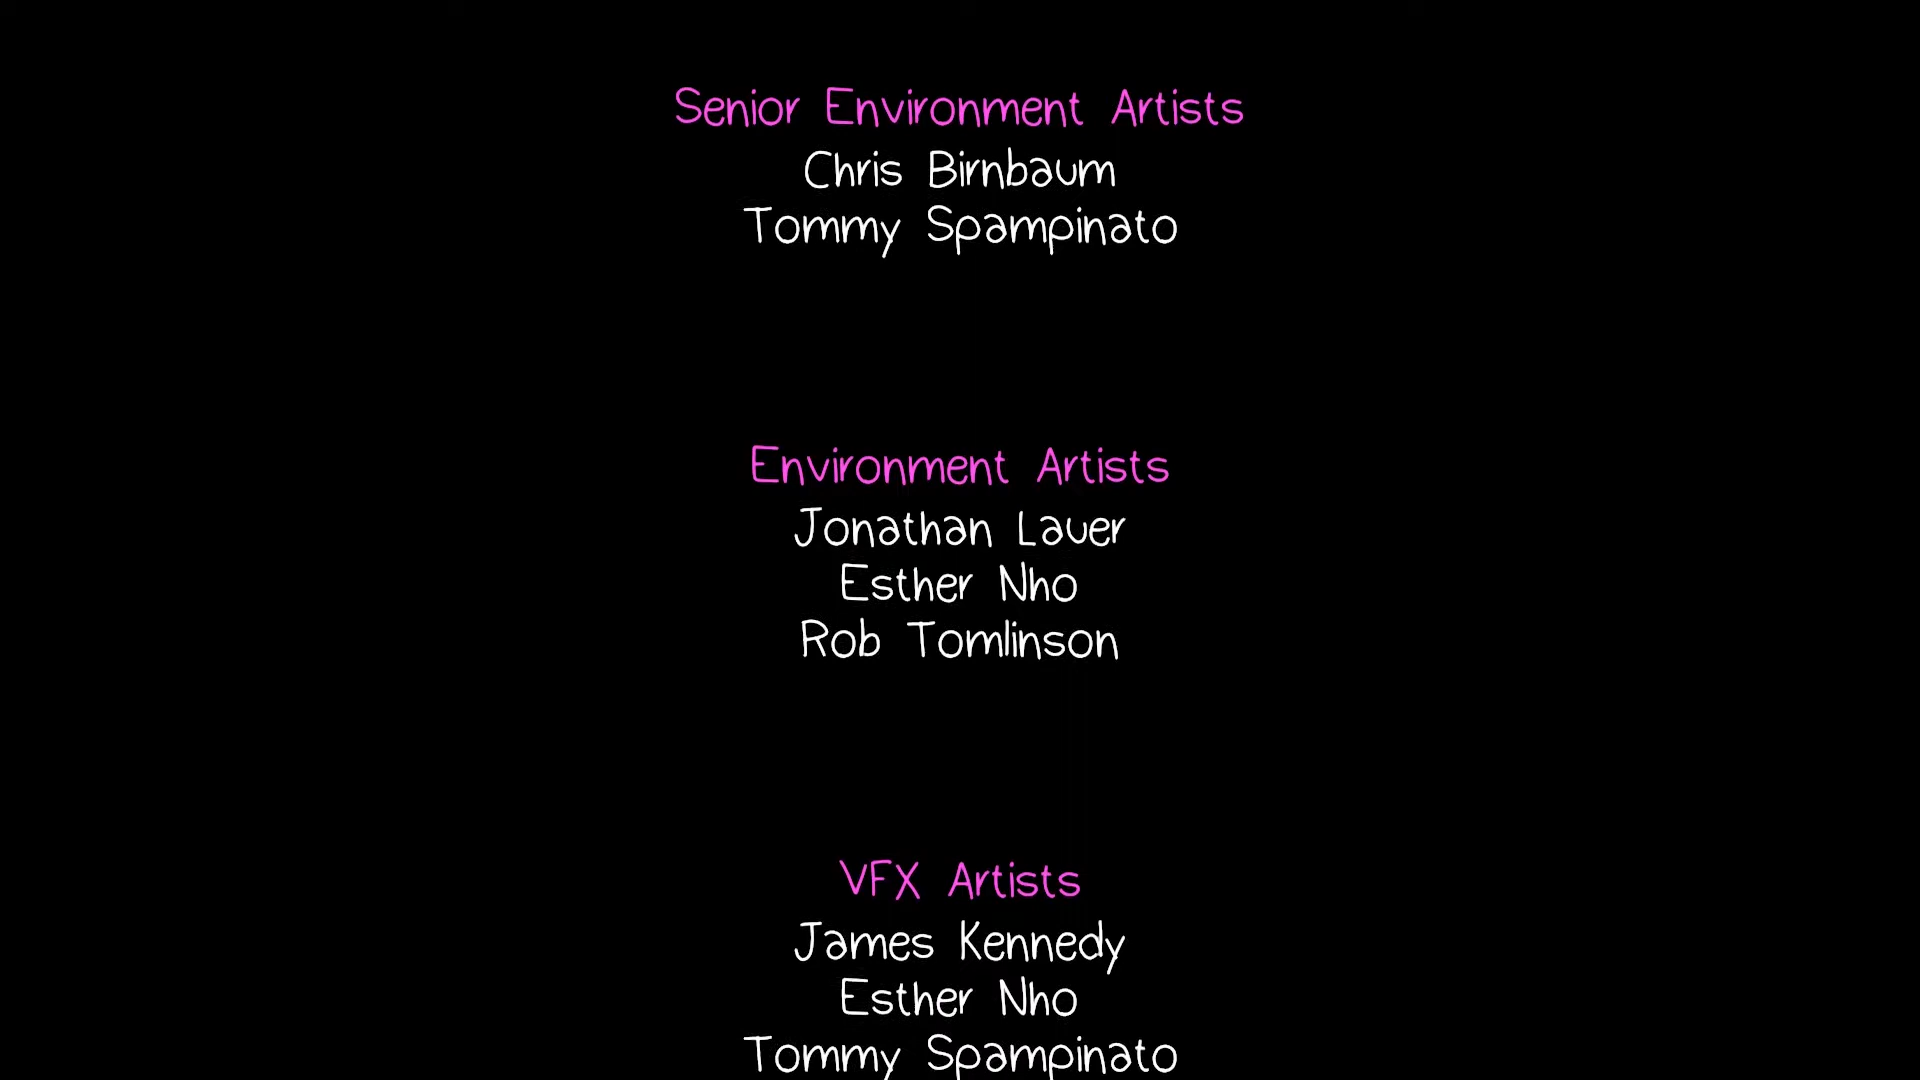 Senior Environment Artists
Chris Birnbaum
Tommy Spampinato
Environment Artists
Jonathan Lauer
Esther Nho
Rob Tomlinson
VFX Artists
James Kennedy
Esther Nho
Tommy Spampinato